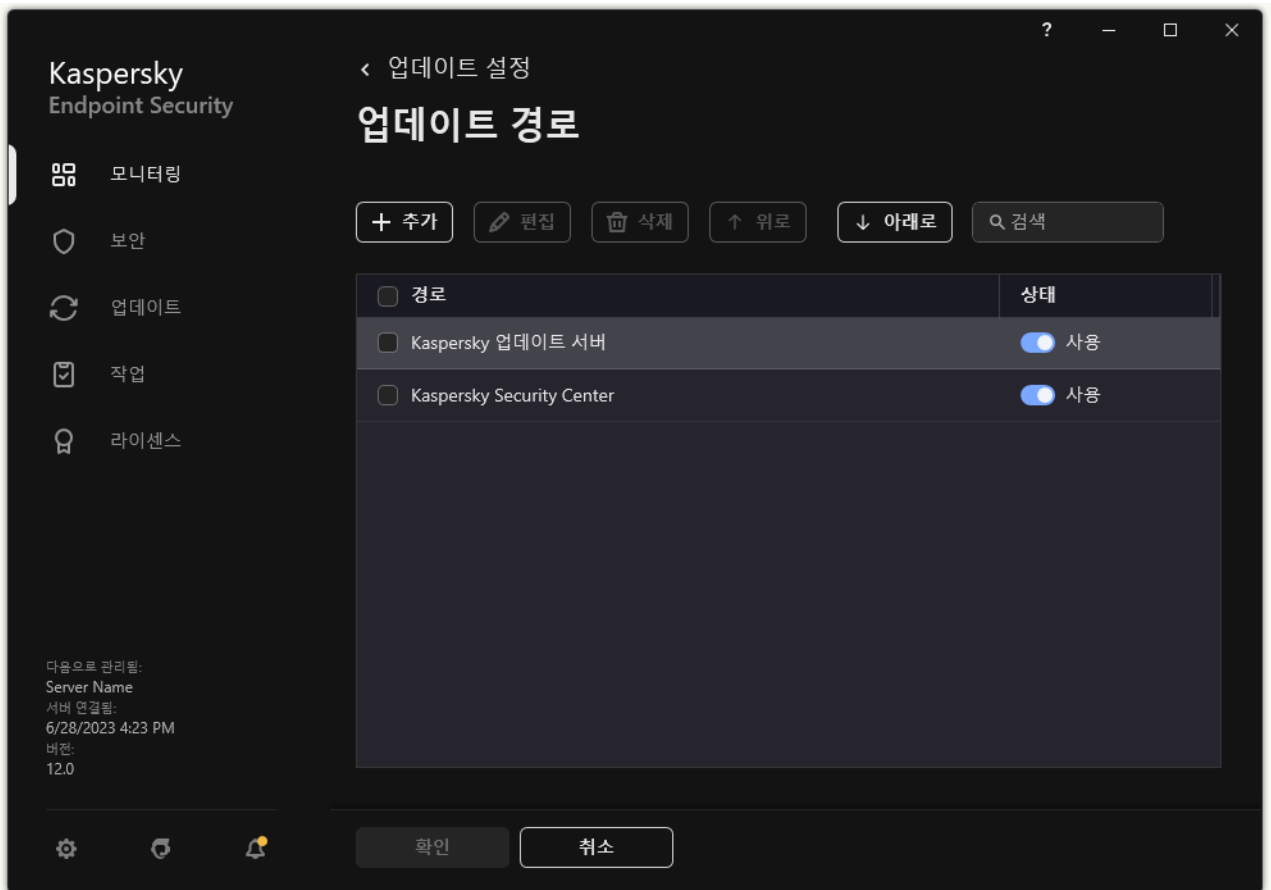 ?
Kaspersky
Endpoint Security
모니터링
보안
업데이트
작업
라이센스
다음으로 관리됨:
Server Name
서버 연결됨:
6/28/2023 4:23 PM
버전:
12.0
업데이트 설정
업데이트 경로
추가 편집 삭제 위로 아래로 검색
경로 상태
Kaspersky 업데이트 서버 사용
Kaspersky Security Center 사용
확인 취소